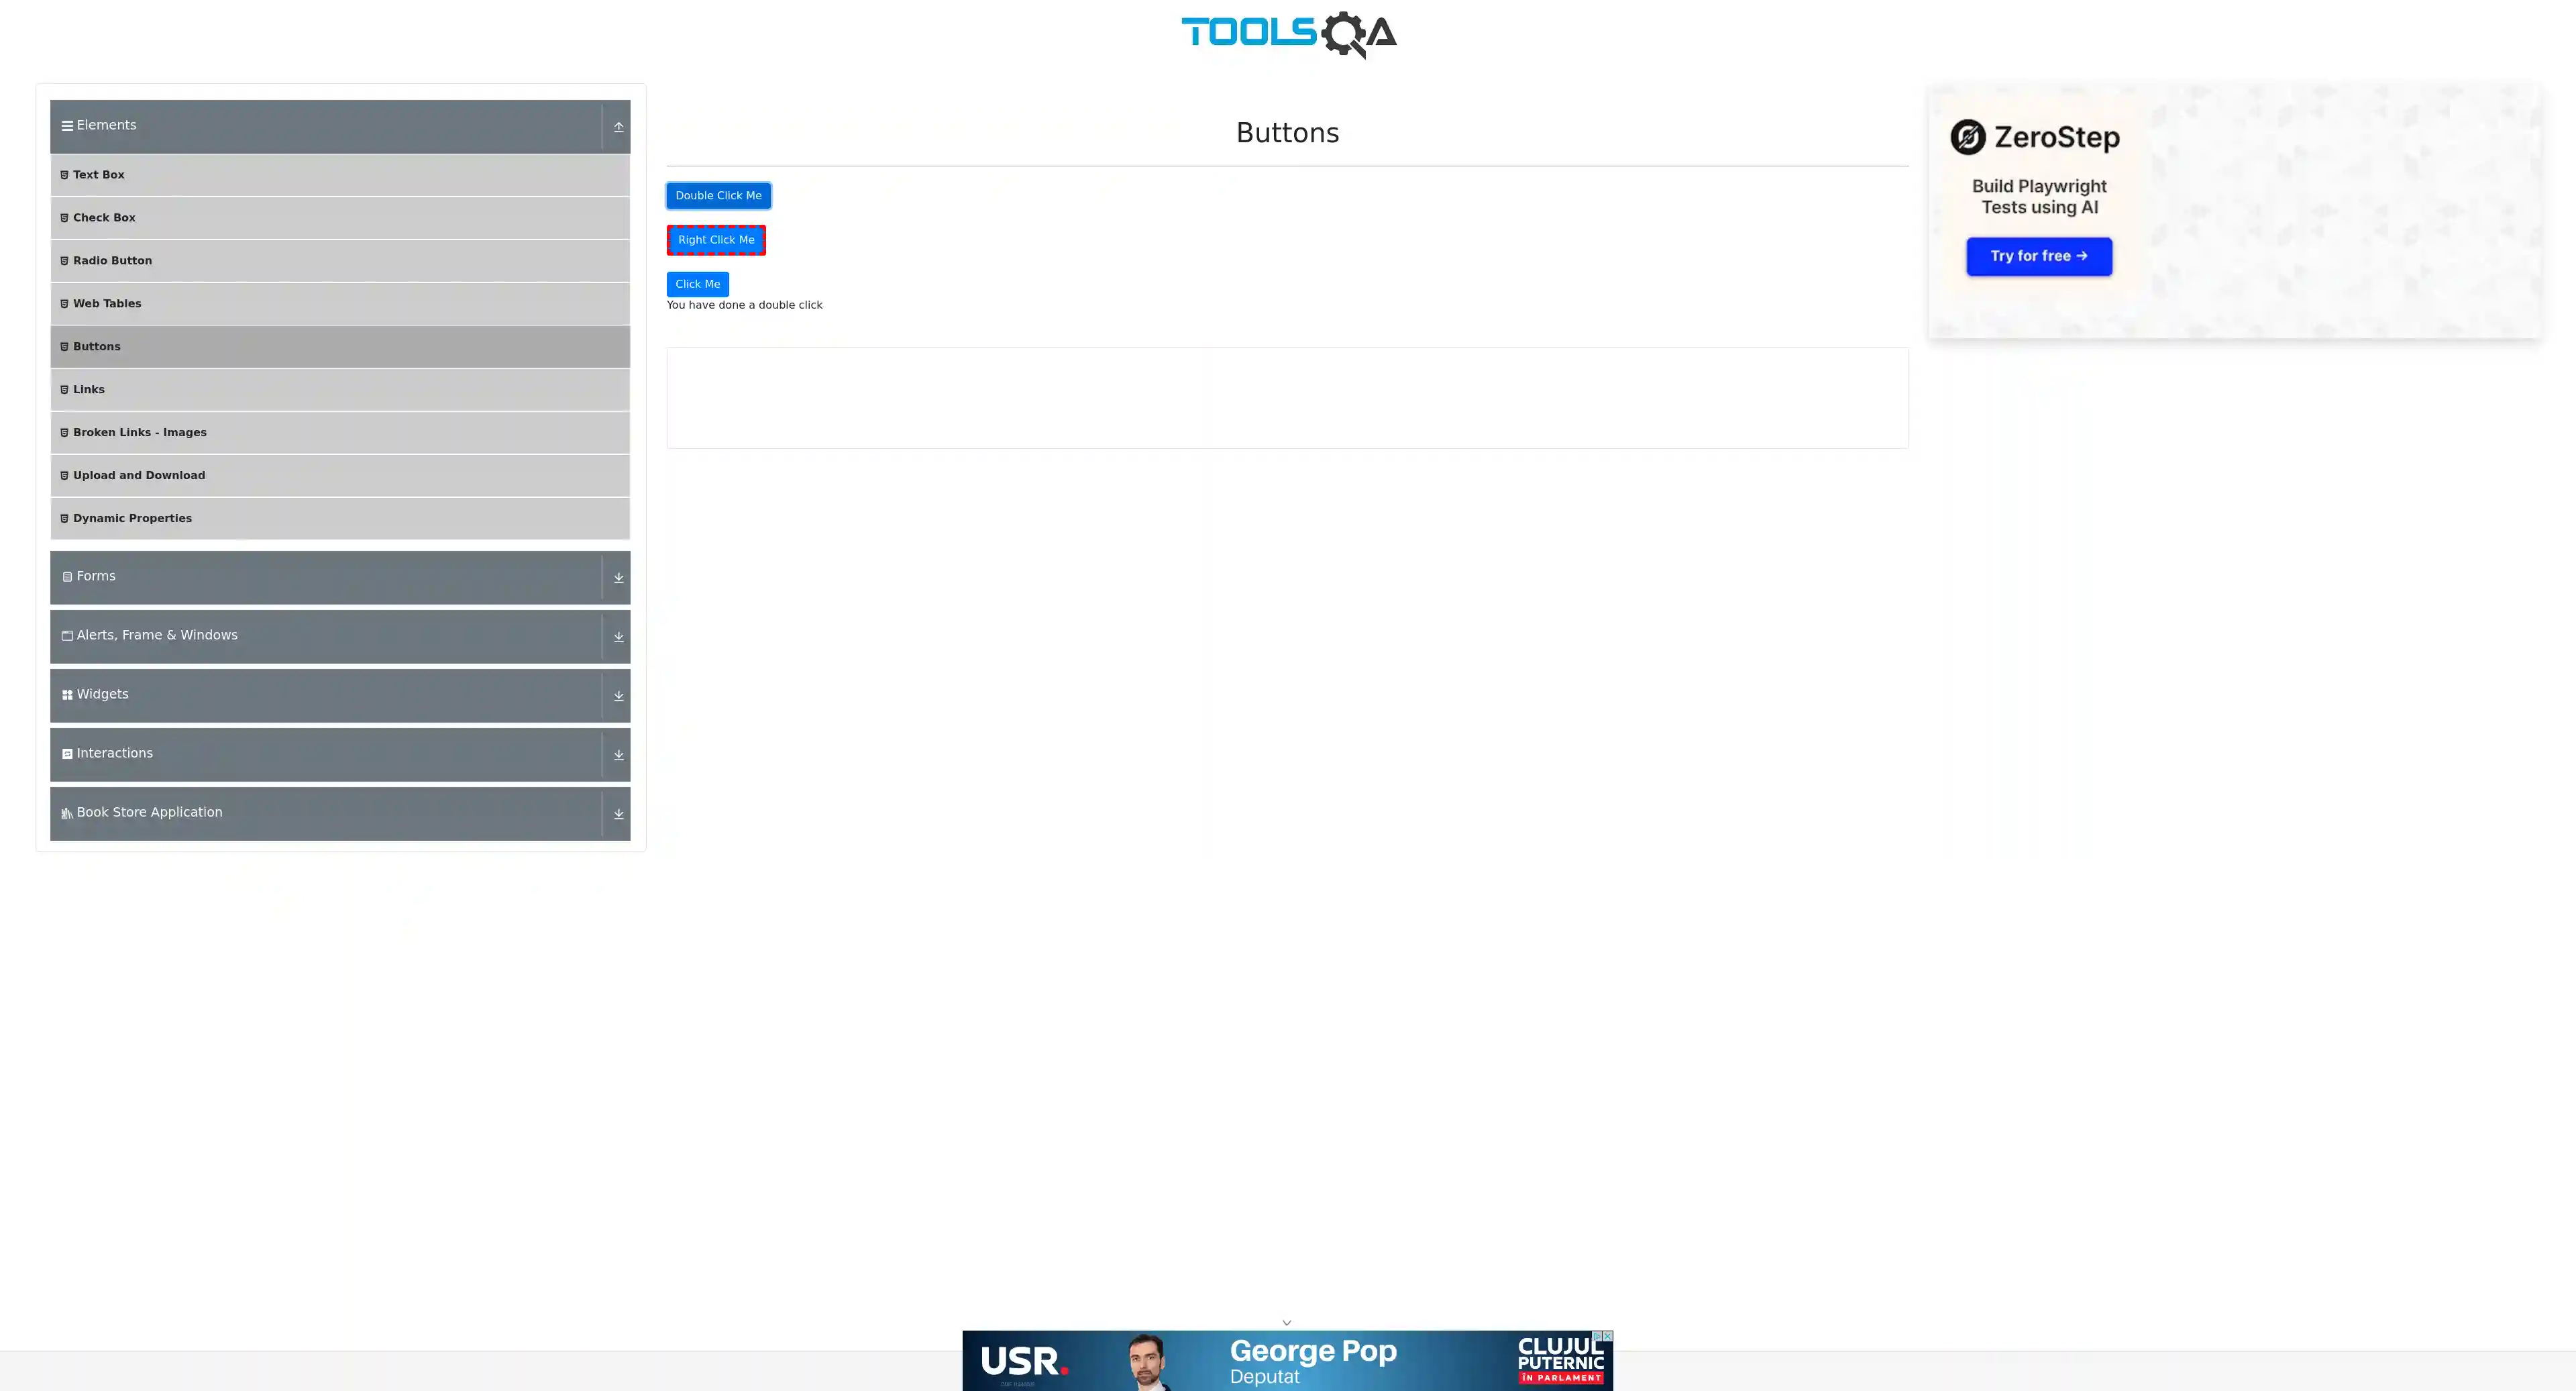 TOOLSQA
Elements
Text Box
Check Box
Radio Button
Web Tables
Buttons
Links
Broken Links - Images
Upload and Download
Dynamic Properties
Forms
Alerts, Frame & Windows
Widgets
Interactions
Book Store Application
Buttons
Double Click Me
Right Click Me
Click Me
You have done a double click
ZeroStep
Build Playwright
Tests using AI
Try for free →
USR.
George Pop
Deputat
CLUJUL
PUTERNIC
ÎN PARLAMENT